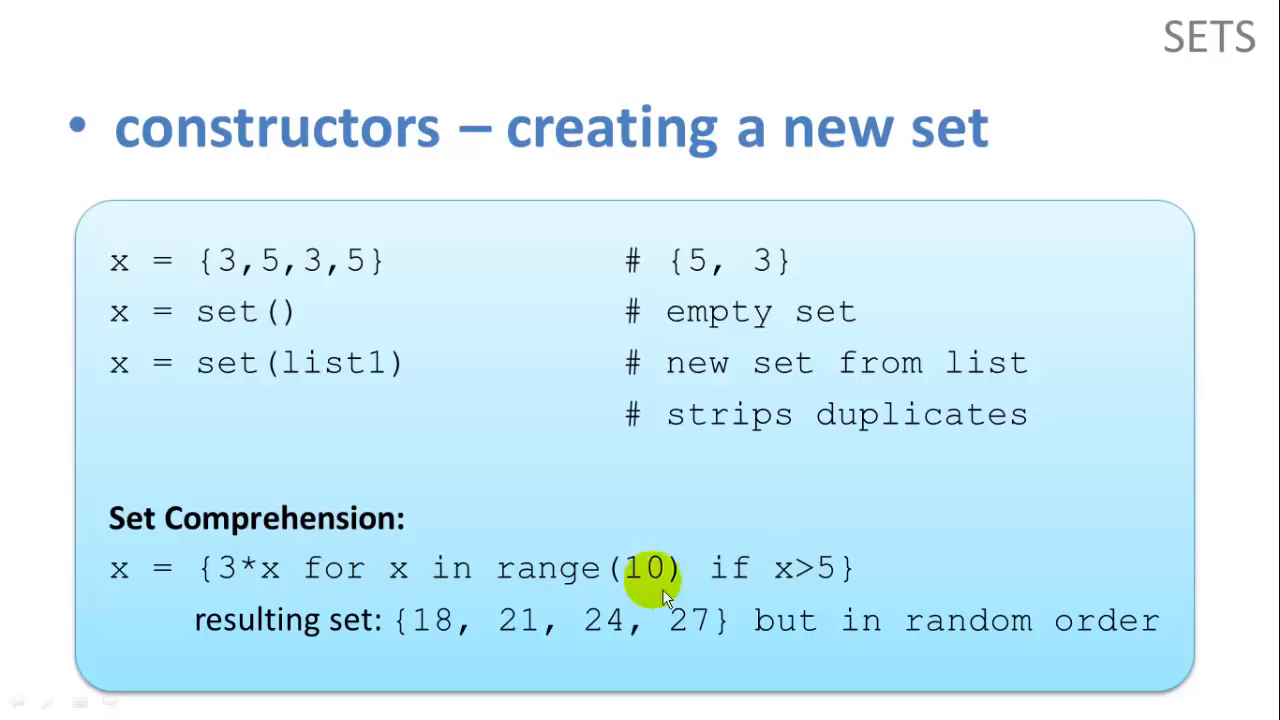 SETS
• constructors – creating a new set
x = {3,5,3,5} # {5, 3}
x = set() # empty set
x = set(list1) # new set from list
# strips duplicates
Set Comprehension:
x = {3*x for x in range(10) if x>5}
resulting set: {18, 21, 24, 27} but in random order